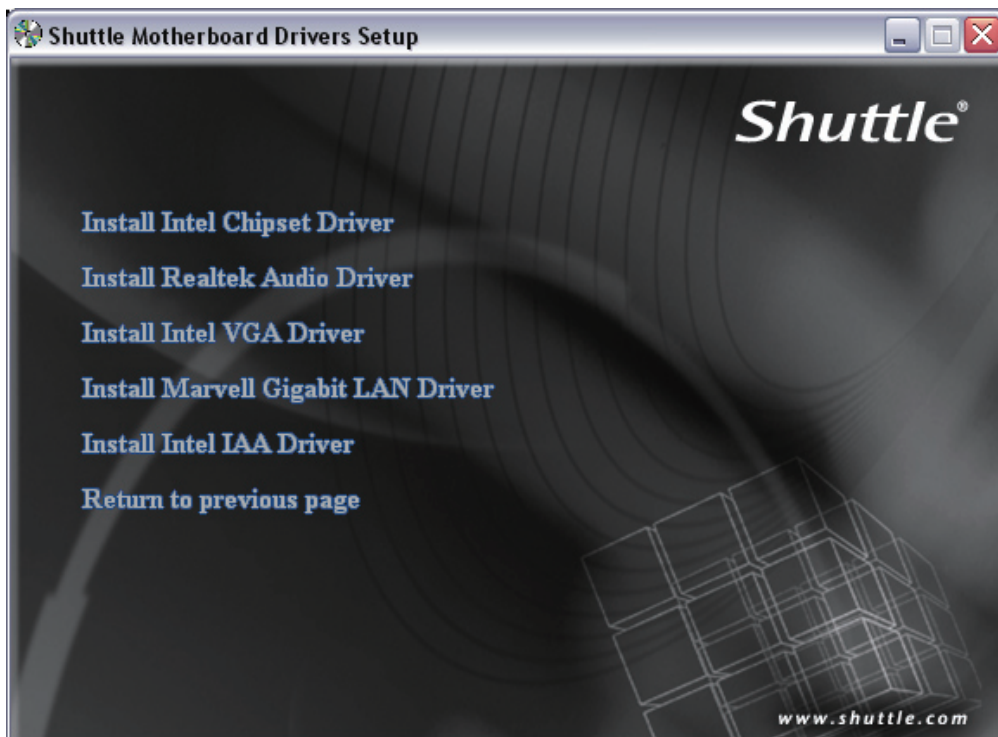 Shuttle Motherboard Drivers Setup
Shuttle®
Install Intel Chipset Driver
Install Realtek Audio Driver
Install Intel VGA Driver
Install Marvell Gigabit LAN Driver
Install Intel IAA Driver
Return to previous page
www.shuttle.com